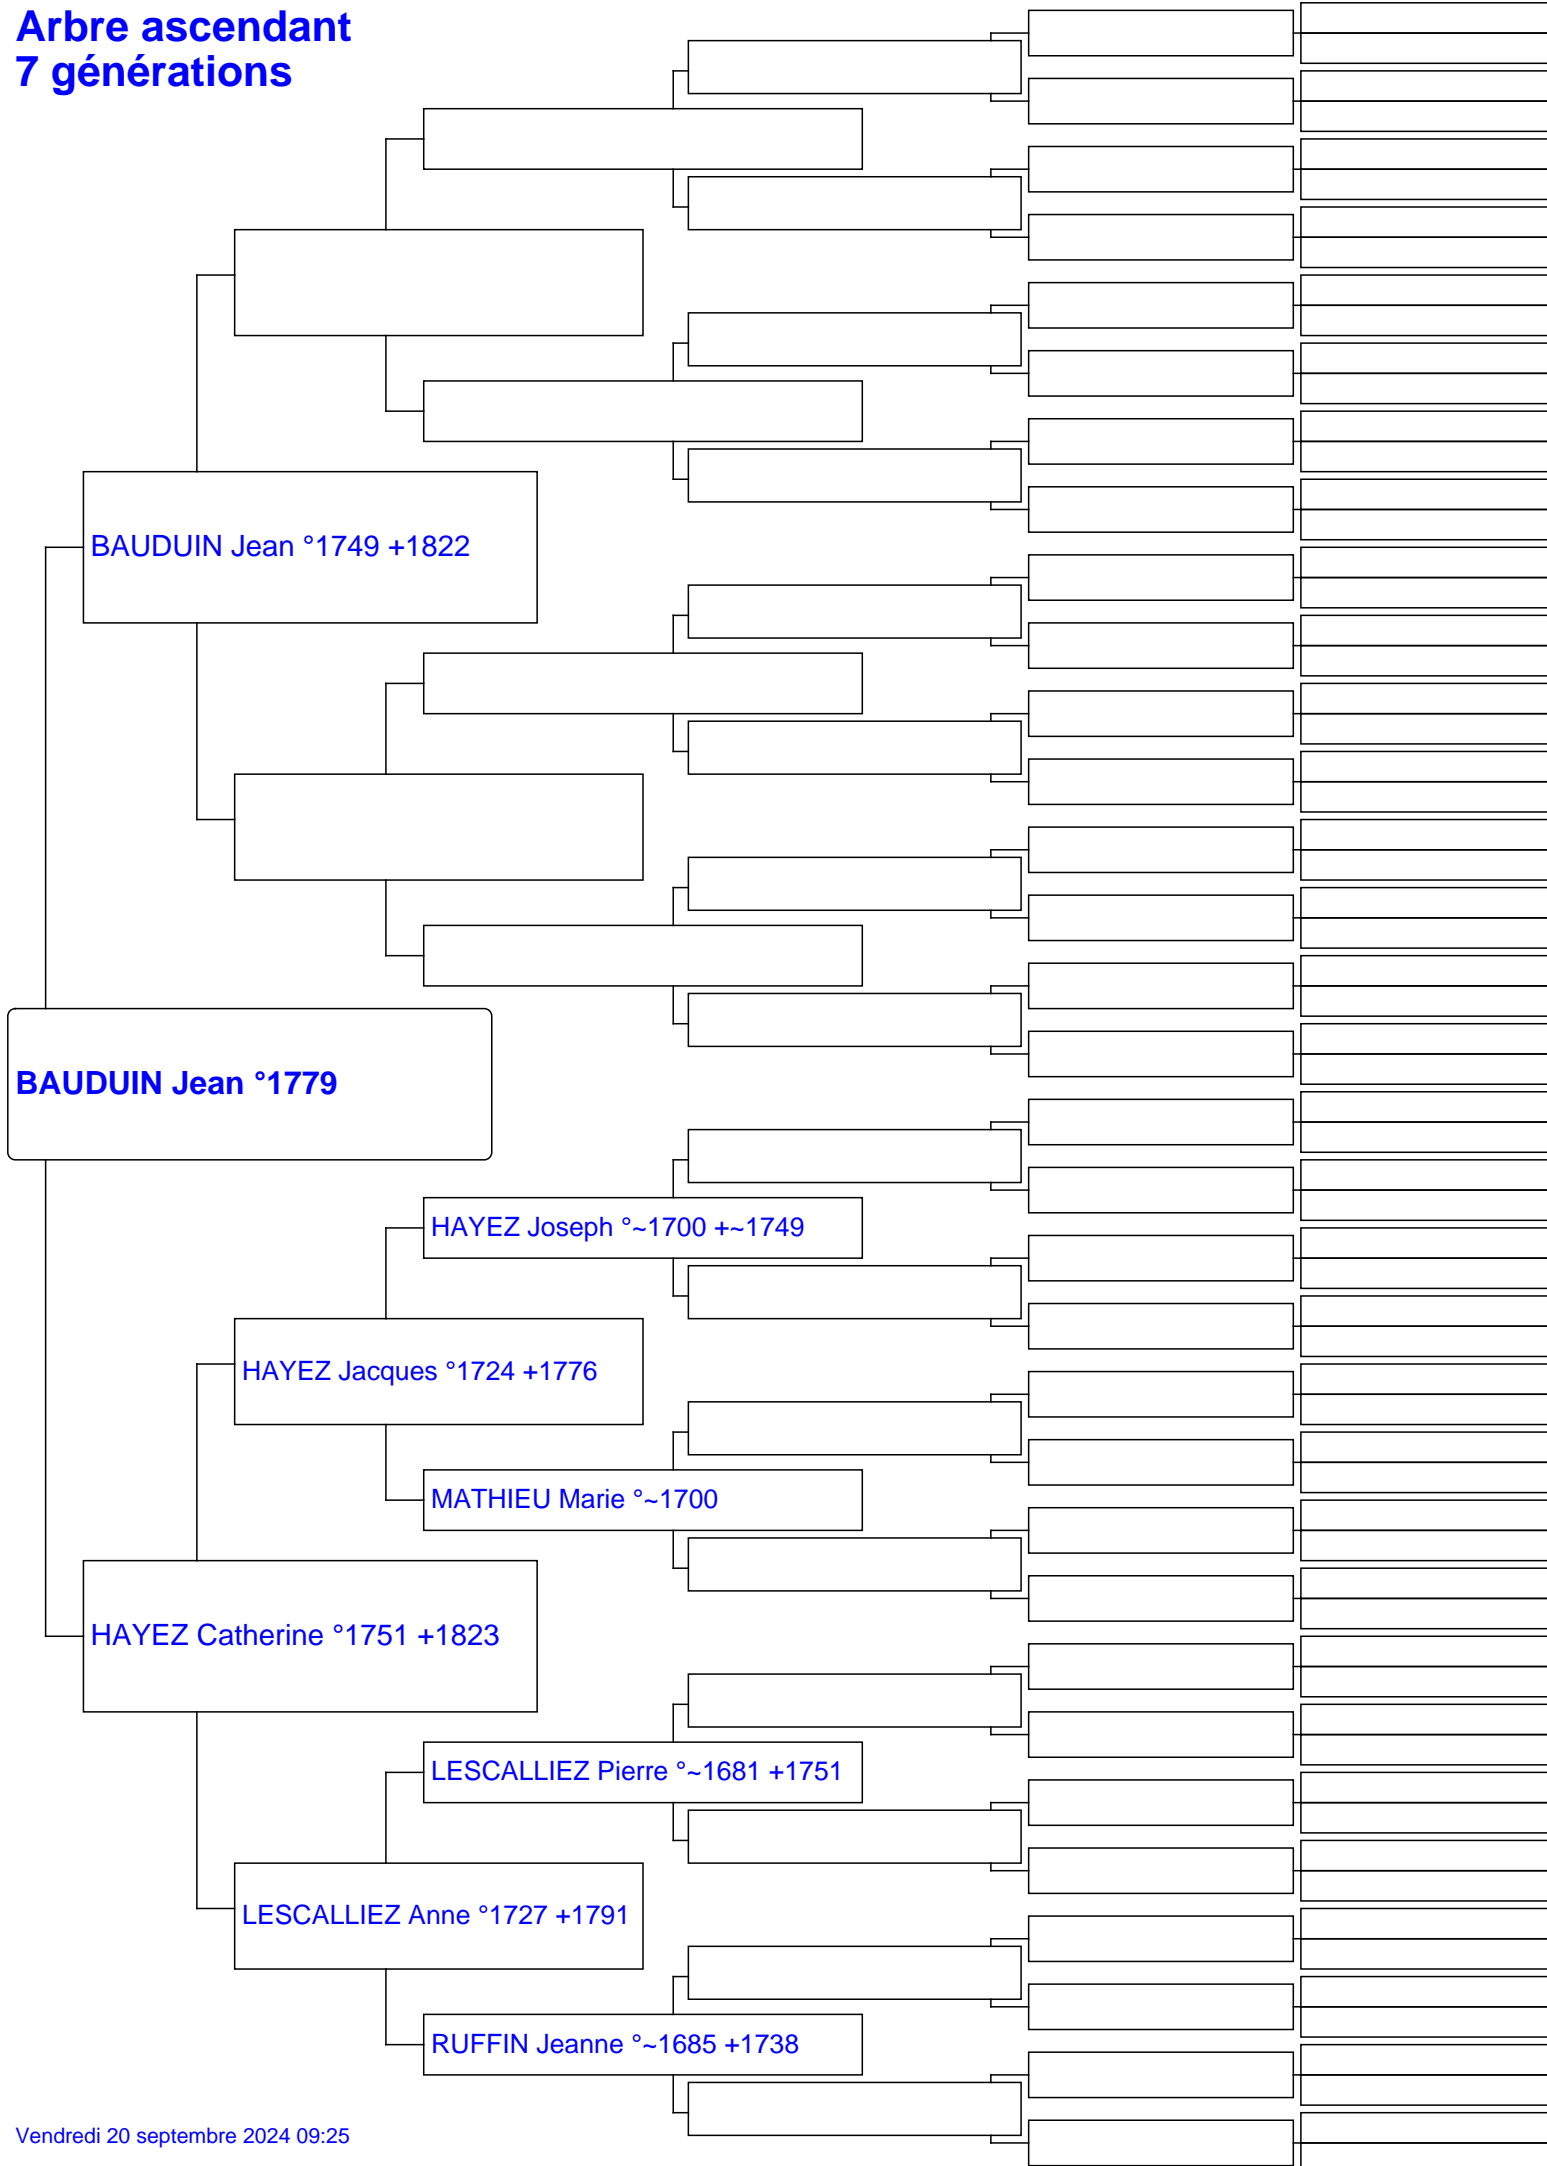 Arbre ascendant
7 générations
BAUDUIN Jean °1749 +1822
BAUDUIN Jean °1779
HAYEZ Joseph °~1700 +~1749
HAYEZ Jacques °1724 +1776
MATHIEU Marie °~1700
HAYEZ Catherine °1751 +1823
LESCALLIEZ Pierre °~1681 +1751
LESCALLIEZ Anne °1727 +1791
RUFFIN Jeanne °~1685 +1738
Vendredi 20 septembre 2024 09:25